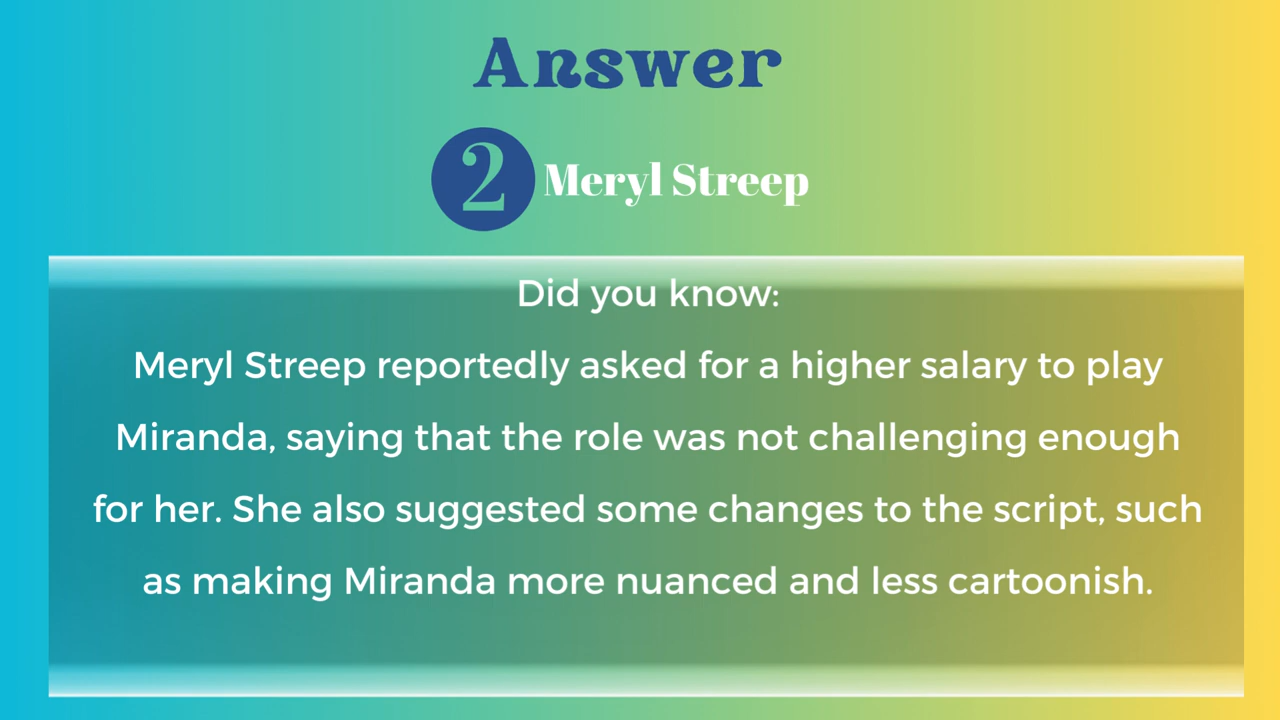 Answer
2 Meryl Streep
Did you know:
Meryl Streep reportedly asked for a higher salary to play
Miranda, saying that the role was not challenging enough
for her. She also suggested some changes to the script, such
as making Miranda more nuanced and less cartoonish.